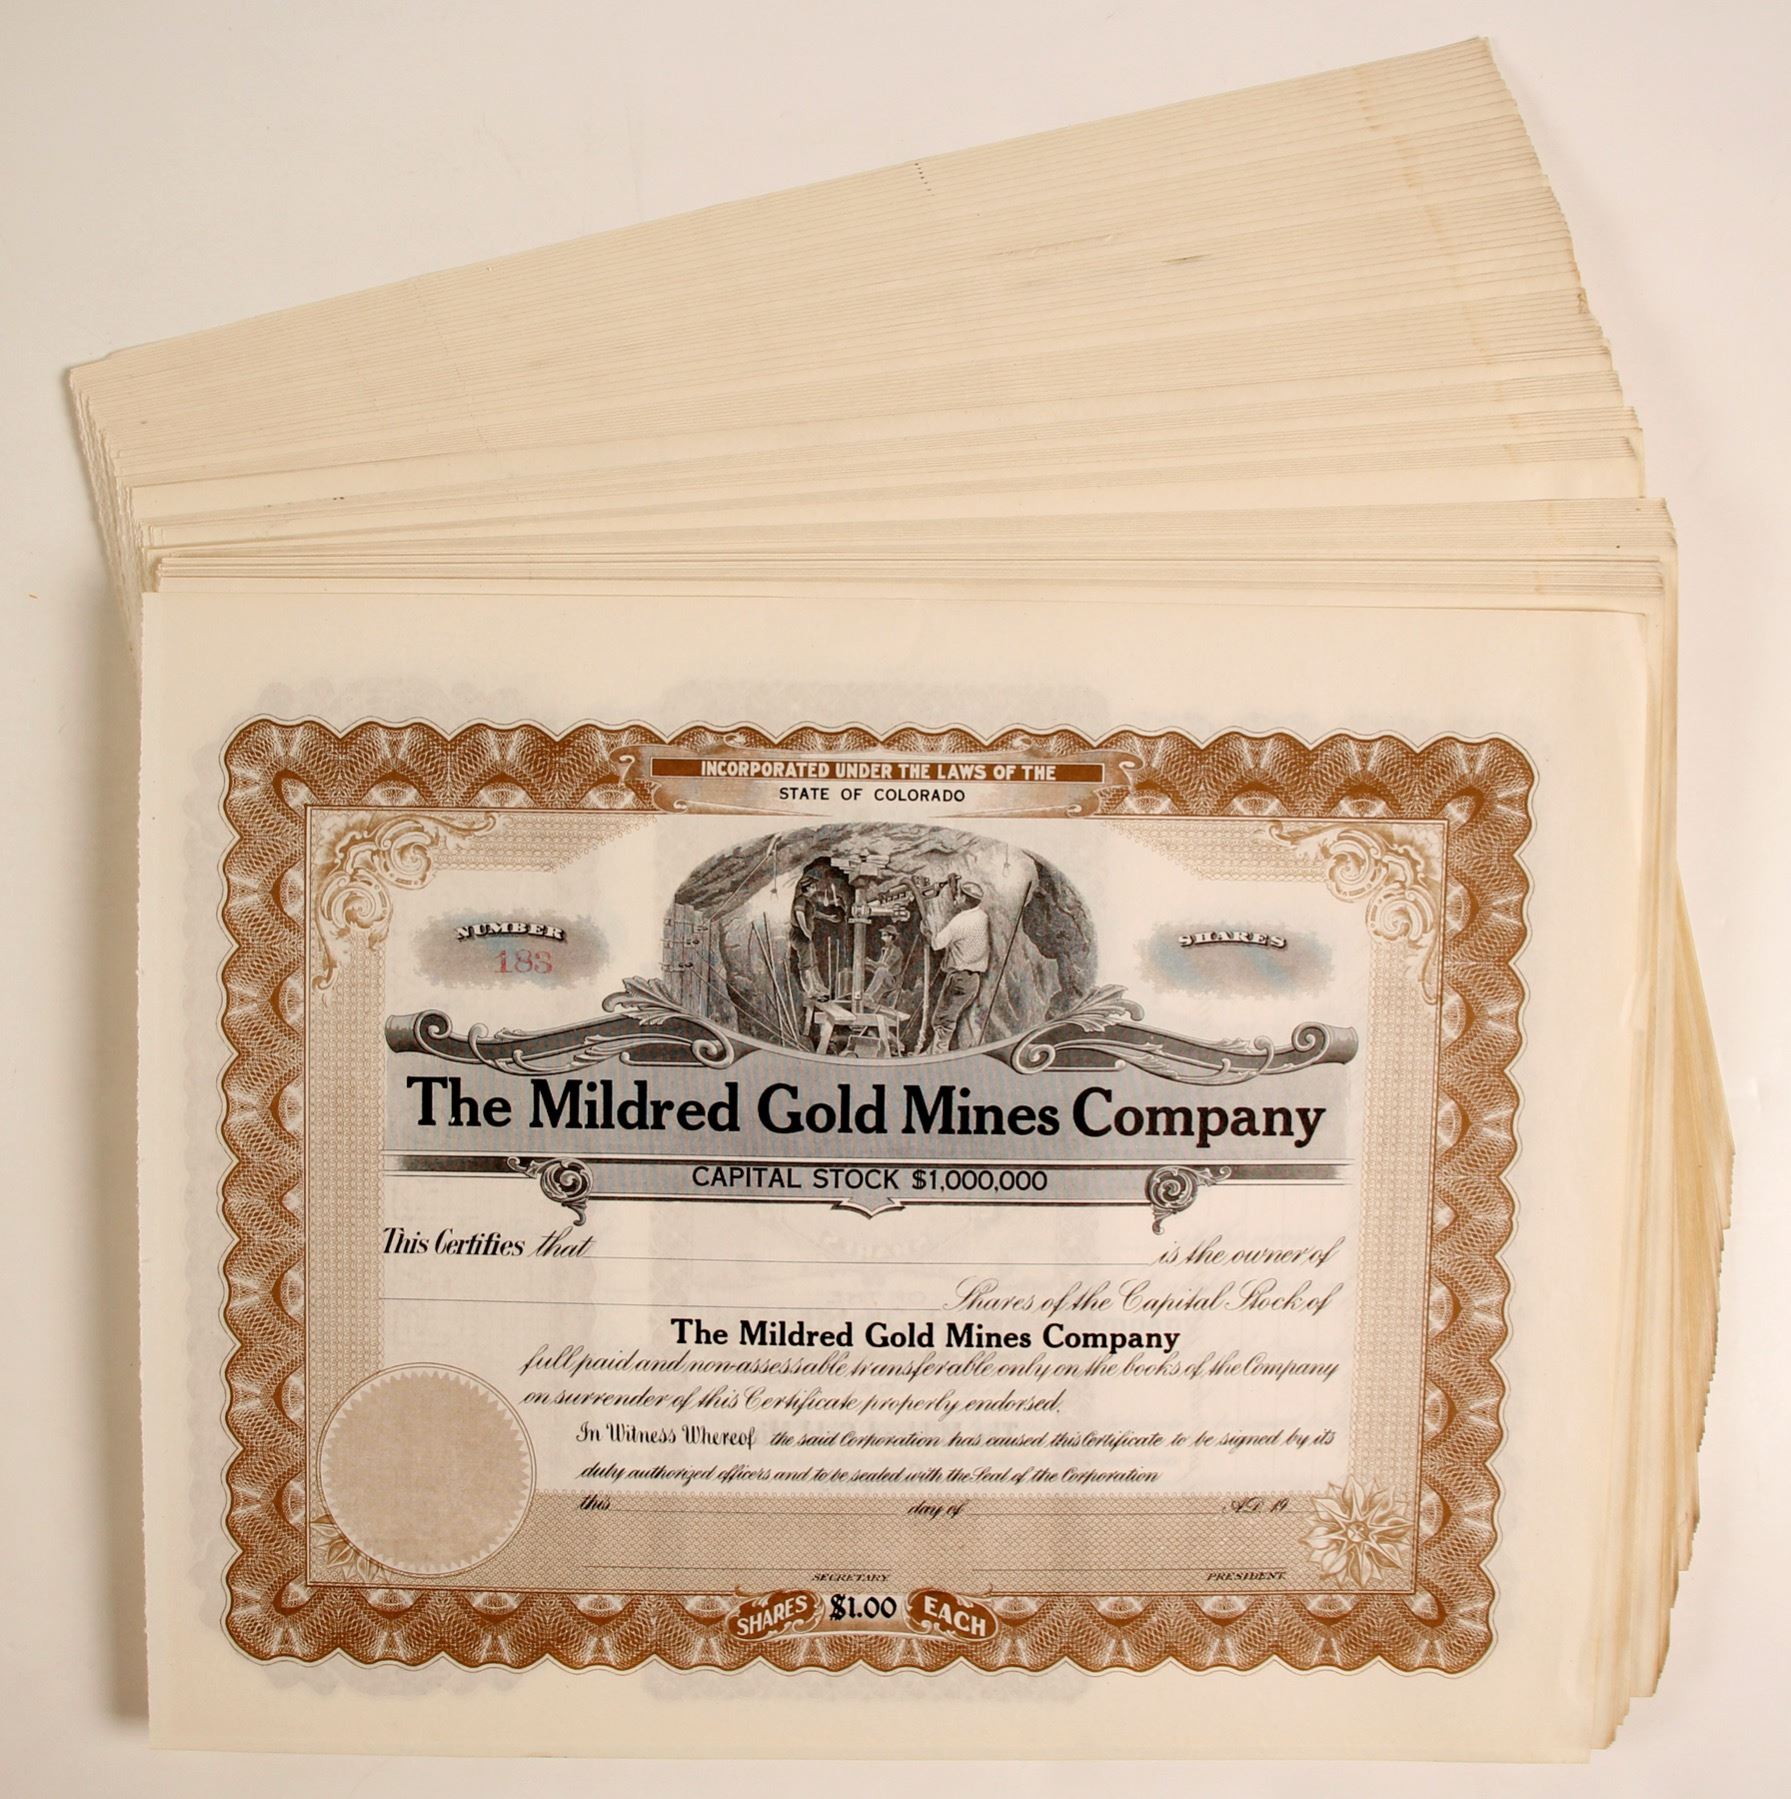 INCORPORATED UNDER THE LAWS OF THE
STATE OF COLORADO
NUMBER SHARES
183
The Mildred Gold Mines Company
CAPITAL STOCK $1,000,000
This Certifies that is the owner of
Shares of the Capital Stock of
The Mildred Gold Mines Company
full paid and non-assessable transferable only on the books of the Company
on surrender of this Certificate properly endorsed.
In Witness Whereof the said Corporation has caused this Certificate to be signed by its
duly authorized officers and to be sealed with the Seal of the Corporation
this day of A.D. 19
SECRETARY. PRESIDENT.
SHARES $1.00 EACH